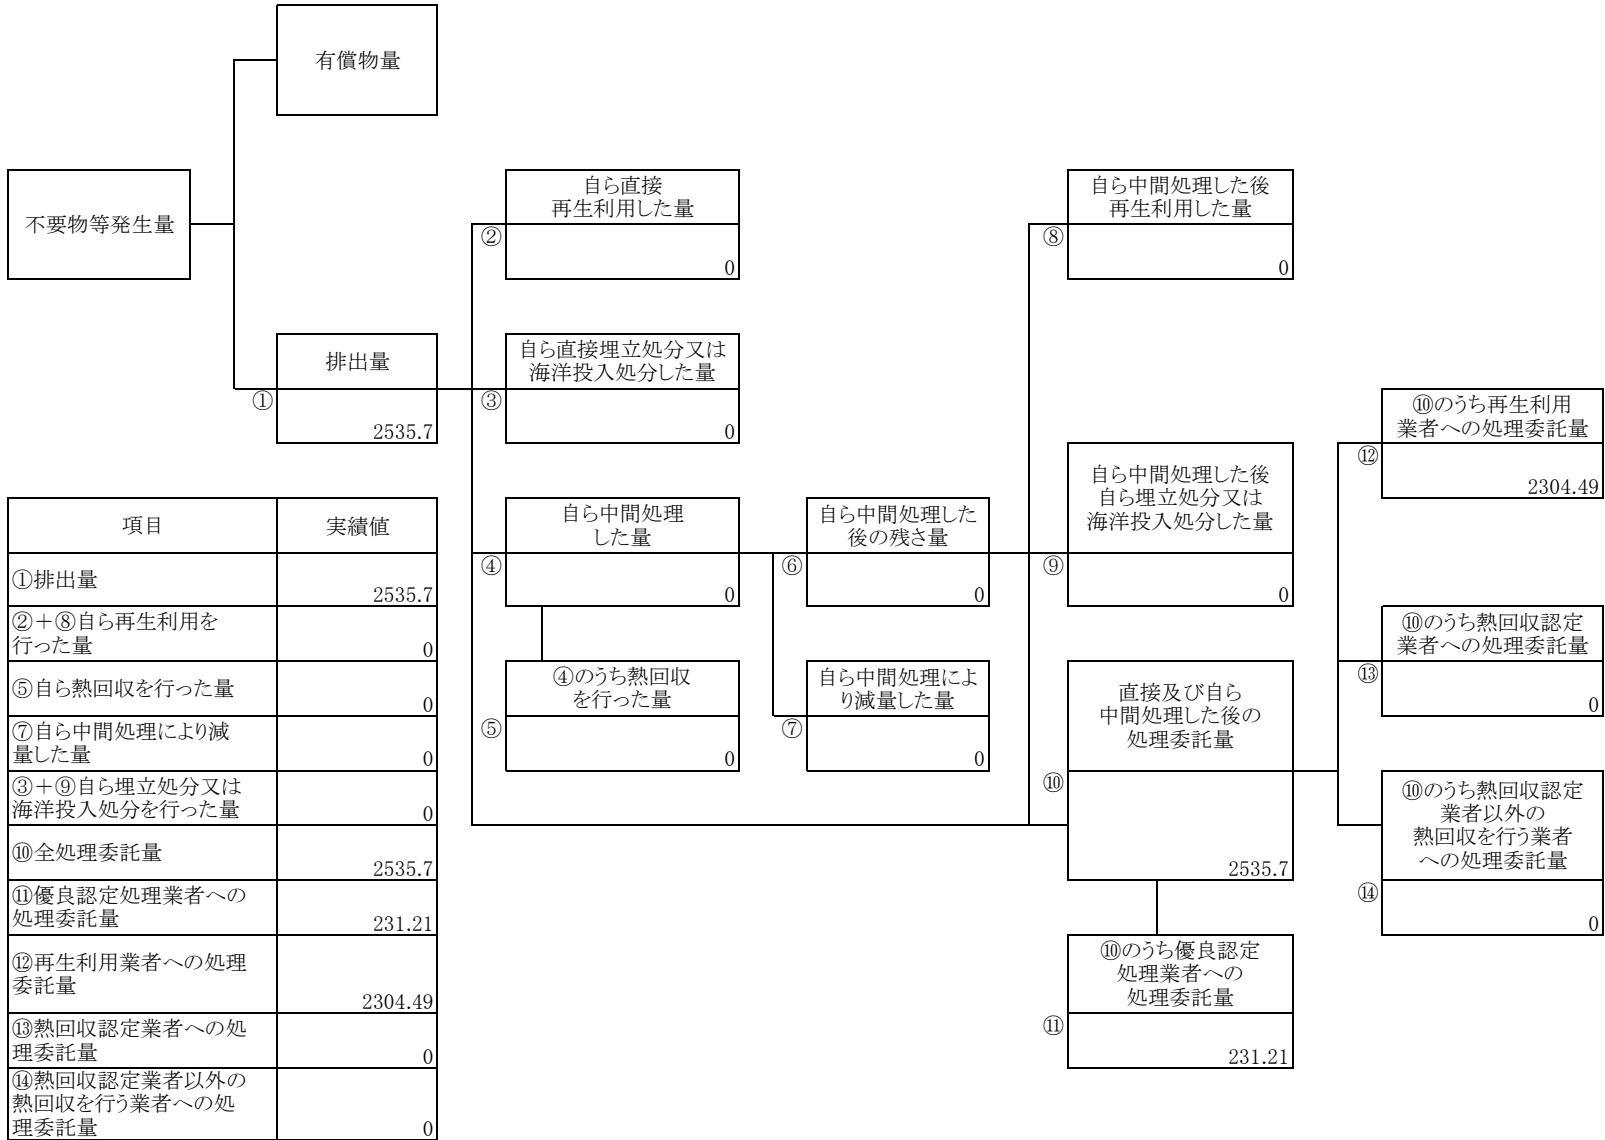 有償物量
不要物等発生量
自ら直接
再生利用した量
②
0
自ら中間処理した後
再生利用した量
⑧
0
排出量
①
2535.7
自ら直接埋立処分又は
海洋投入処分した量
③
0
⑩のうち再生利用
業者への処理委託量
⑫
2304.49
自ら中間処理
した量
④
0
自ら中間処理した
後の残さ量
⑥
0
自ら中間処理した後
自ら埋立処分又は
海洋投入処分した量
⑨
0
⑩のうち熱回収認定
業者への処理委託量
⑬
0
④のうち熱回収
を行った量
⑤
0
自ら中間処理によ
り減量した量
⑦
0
直接及び自ら
中間処理した後の
処理委託量
⑩
2535.7
⑩のうち熱回収認定
業者以外の
熱回収を行う業者
への処理委託量
⑭
0
⑩のうち優良認定
処理業者への
処理委託量
⑪
231.21
項目 実績値
①排出量
2535.7
②＋⑧自ら再生利用を
行った量
0
⑤自ら熱回収を行った量
0
⑦自ら中間処理により減
量した量
0
③＋⑨自ら埋立処分又は
海洋投入処分を行った量
0
⑩全処理委託量
2535.7
⑪優良認定処理業者への
処理委託量
231.21
⑫再生利用業者への処理
委託量
2304.49
⑬熱回収認定業者への処
理委託量
0
⑭熱回収認定業者以外の
熱回収を行う業者への処
理委託量
0